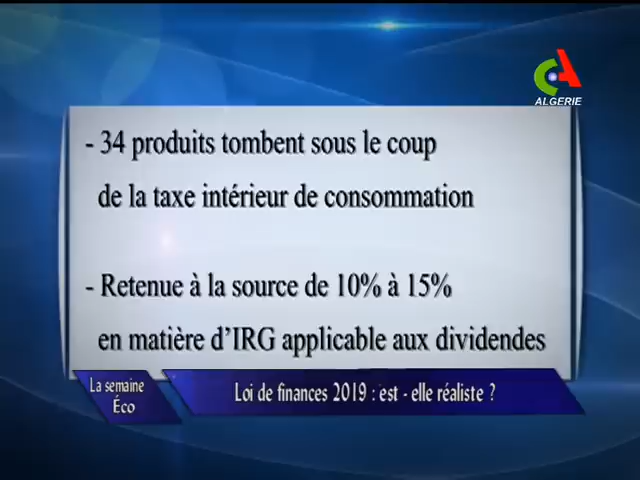 ALGERIE
- 34 produits tombent sous le coup
de la taxe intérieur de consommation
- Retenue à la source de 10% à 15%
en matière d’IRG applicable aux dividendes
La semaine
Éco
Loi de finances 2019 : est - elle réaliste ?